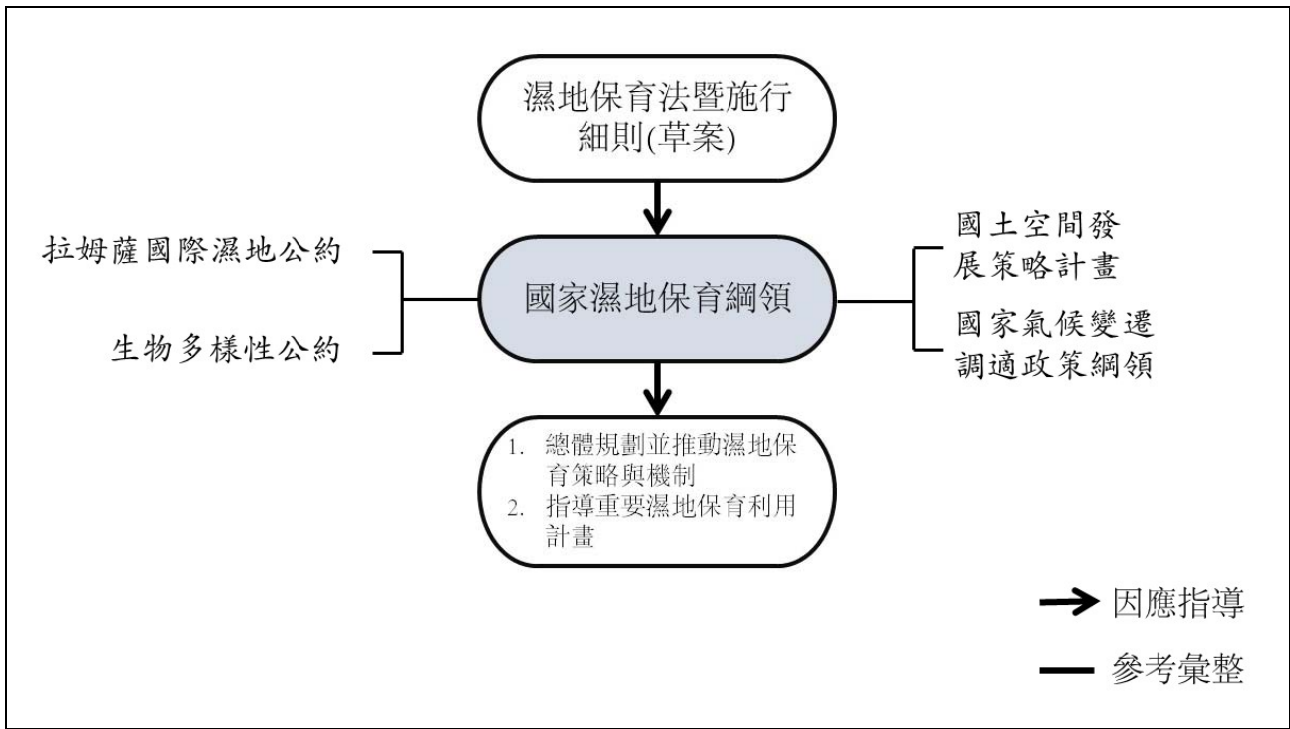 濕地保育法暨施行
細則(草案)
拉姆薩國際濕地公約
生物多樣性公約
國家濕地保育綱領
國土空間發
展策略計畫
國家氣候變遷
調適政策綱領
1. 總體規劃並推動濕地保
育策略與機制
2. 指導重要濕地保育利用
計畫
因應指導
參考彙整